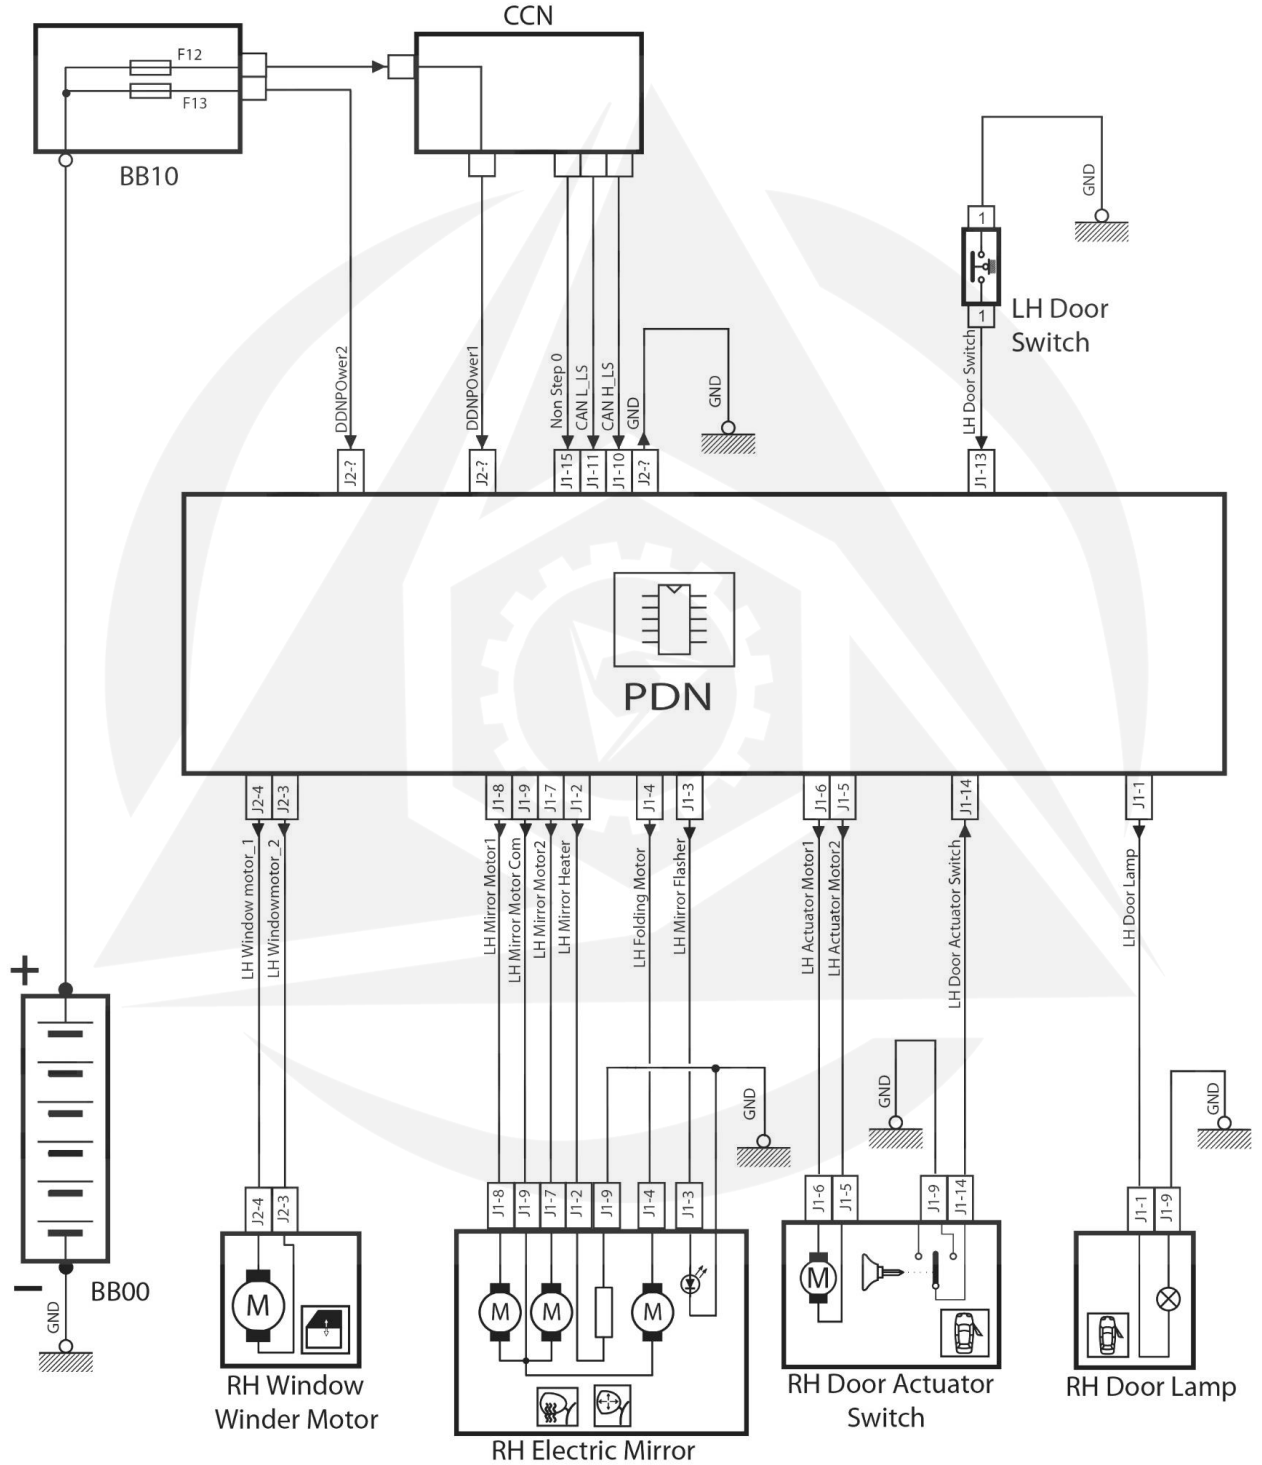 CCN
F12
F13
BB10
GND
1
LH Door
Switch
1
DDNPOwer2
DDNPOwer1
Non Step 0
CAN L_LS
CAN H_LS
GND
GND
LH Door Switch
J2-?
J2-?
J1-15
J1-11
J1-10
J2-?
J1-13
PDN
J2-4
J2-3
J1-8
J1-9
J1-7
J1-2
J1-4
J1-3
J1-6
J1-5
J1-14
J1-1
LH Window motor_1
LH Windowmotor_2
LH Mirror Motor1
LH Mirror Motor Com
LH Mirror Motor2
LH Mirror Heater
LH Folding Motor
LH Mirror Flasher
LH Actuator Motor1
LH Actuator Motor2
LH Door Actuator Switch
LH Door Lamp
+
GND
GND
GND
J2-4
J2-3
J1-8
J1-9
J1-7
J1-2
J1-9
J1-4
J1-3
J1-6
J1-5
J1-9
J1-14
J1-1
J1-9
–
BB00
GND
M
M
M
M
M
RH Window
Winder Motor
RH Electric Mirror
RH Door Actuator
Switch
RH Door Lamp